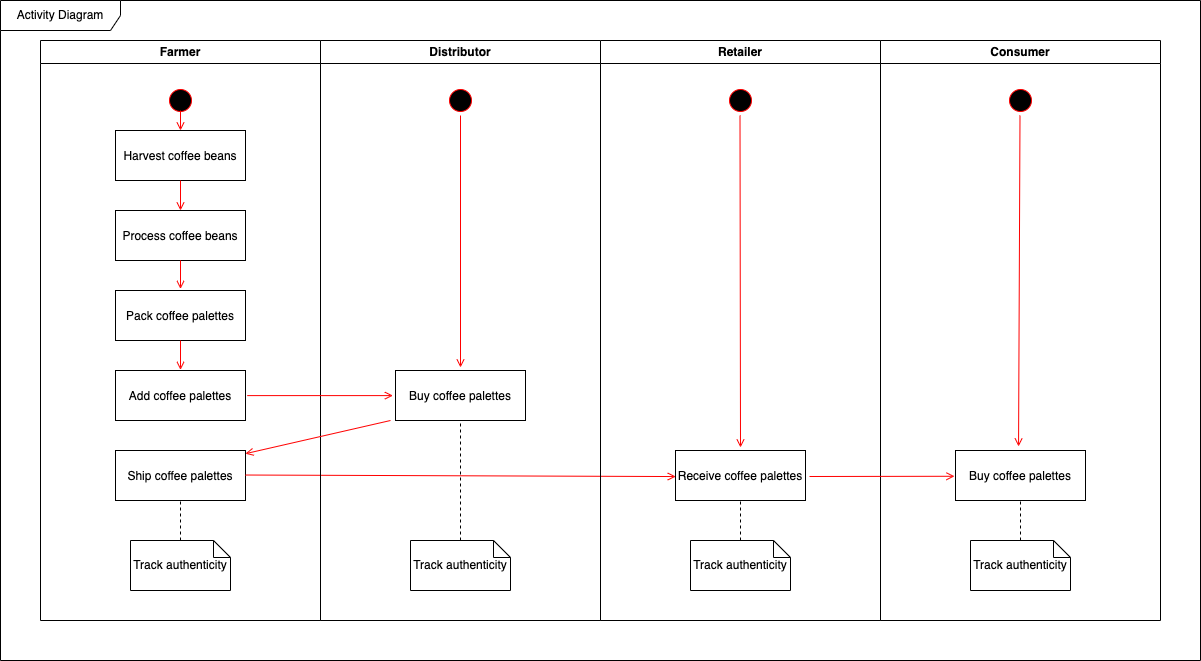 Activity Diagram
Farmer
Distributor
Retailer
Consumer
Harvest coffee beans
Process coffee beans
Pack coffee palettes
Add coffee palettes
Buy coffee palettes
Ship coffee palettes
Receive coffee palettes
Buy coffee palettes
Track authenticity
Track authenticity
Track authenticity
Track authenticity